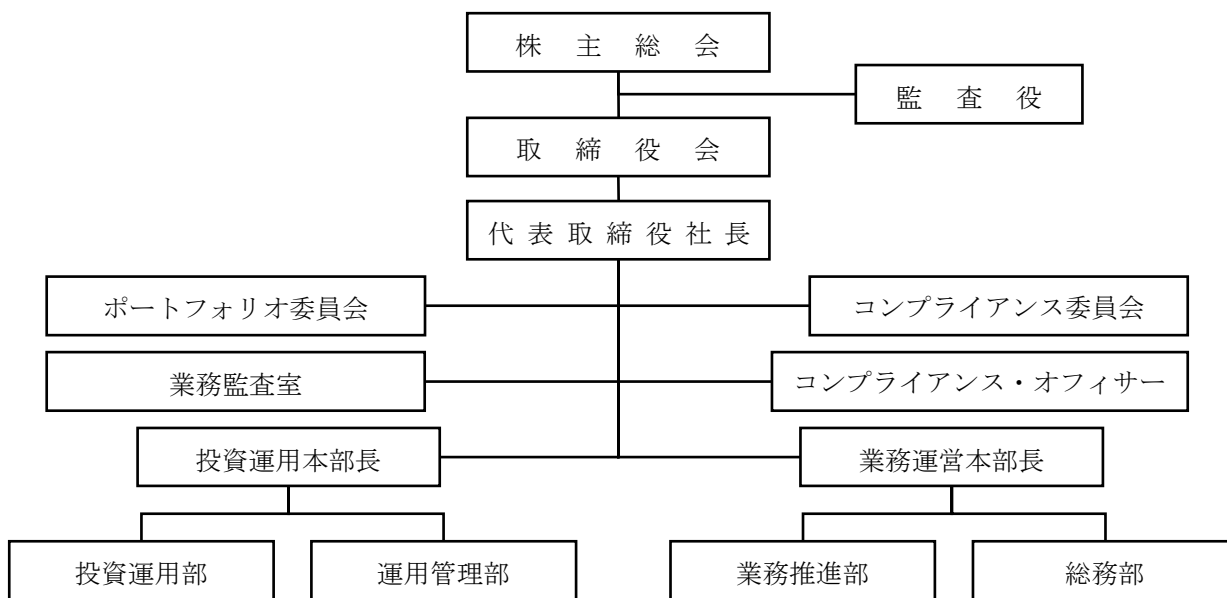 株主総会
監査役
取締役会
代表取締役社長
ポートフォリオ委員会
コンプライアンス委員会
業務監査室
コンプライアンス・オフィサー
投資運用本部長
業務運営本部長
投資運用部
運用管理部
業務推進部
総務部